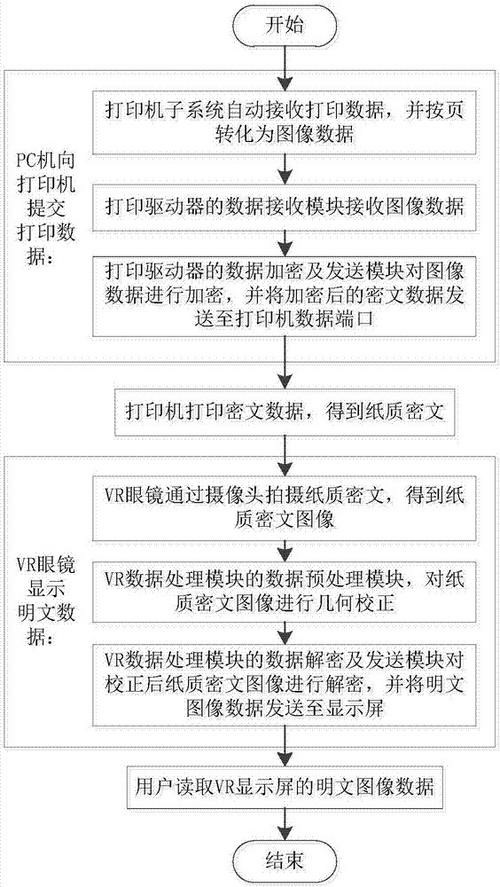 开始
PC机向
打印机
提交
打印数
据：
打印机子系统自动接收打印数据，并按页
转化为图像数据
打印驱动器的数据接收模块接收图像数据
打印驱动器的数据加密及发送模块对图像
数据进行加密，并将加密后的密文数据发
送至打印机数据端口
打印机打印密文数据，得到纸质密文
VR眼镜
显示
明文数
据：
VR眼镜通过摄像头拍摄纸质密文，得到纸
质密文图像
VR数据处理模块的数据预处理模块，对纸
质密文图像进行几何校正
VR数据处理模块的数据解密及发送模块对
校正后纸质密文图像进行解密，并将明文
图像数据发送至显示屏
用户读取VR显示屏的明文图像数据
结束